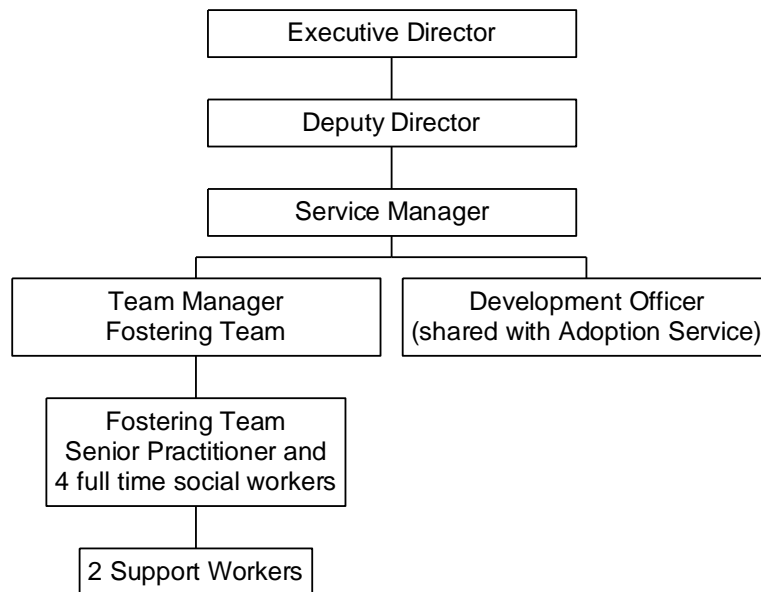 Executive Director
Deputy Director
Service Manager
Team Manager
Fostering Team
Development Officer
(shared with Adoption Service)
Fostering Team
Senior Practitioner and
4 full time social workers
2 Support Workers